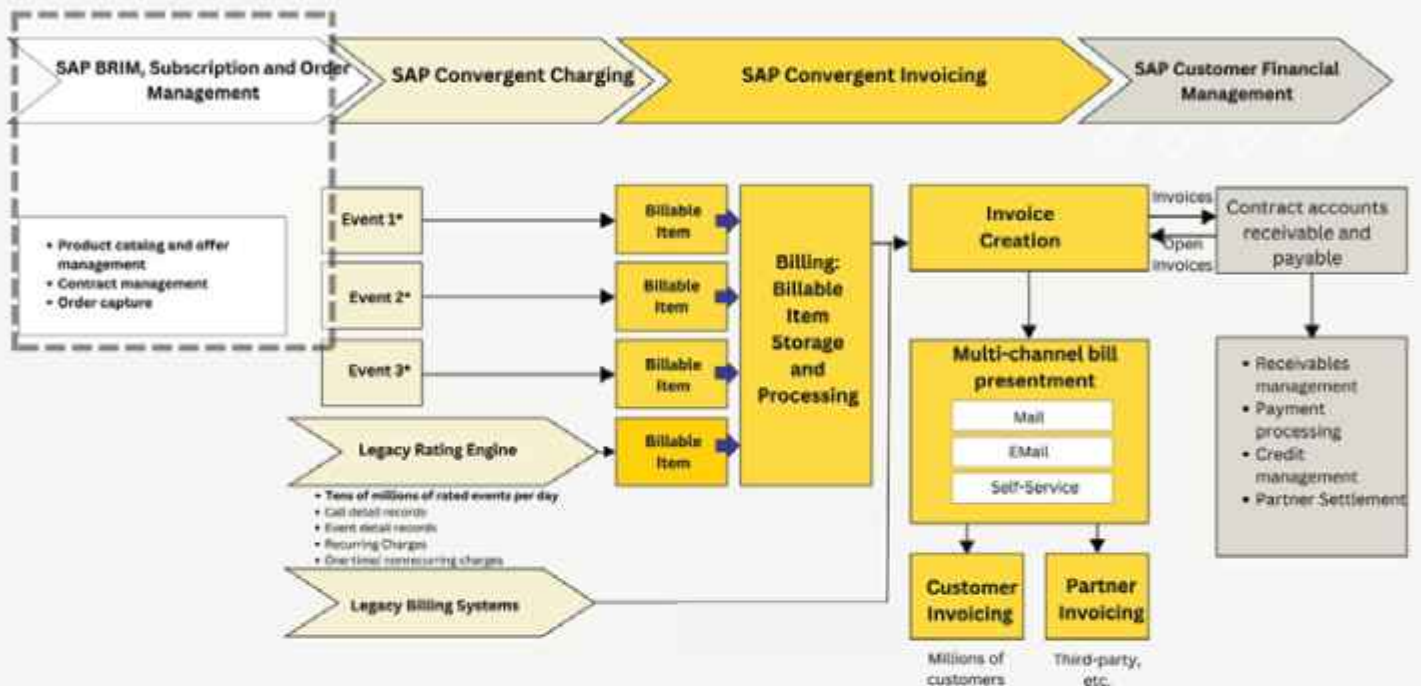 SAP BRIM, Subscription and Order
Management
SAP Convergent Charging
SAP Convergent Invoicing
SAP Customer Financial
Management
• Product catalog and offer
management
• Contract management
• Order capture
Event 1*
Event 2*
Event 3*
Billable
Item
Billable
Item
Billable
Item
Billable
Item
Legacy Rating Engine
• Tens of millions of rated events per day
• Call detail records
• Event detail records
• Recurring Charges
• One time/ nonrecurring charges
Legacy Billing Systems
Billing:
Billable
Item
Storage
and
Processing
Invoice
Creation
Invoices
Open
Invoices
Contract accounts
receivable and
payable
Multi-channel bill
presentment
Mail
EMail
Self-Service
Customer
Invoicing
Millions of
customers
Partner
Invoicing
Third-party,
etc.
• Receivables
management
• Payment
processing
• Credit
management
• Partner Settlement